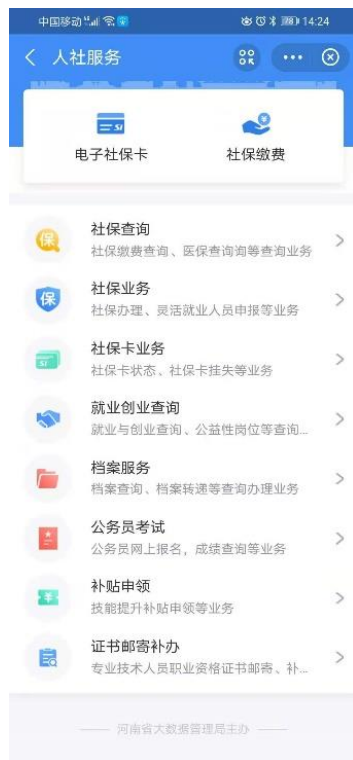 中国移动 14:24
人社服务
电子社保卡 社保缴费
社保查询
社保缴费查询、医保查询询等查询业务
社保业务
社保办理、灵活就业人员申报等业务
社保卡业务
社保卡状态、社保卡挂失等业务
就业创业查询
就业与创业查询、公益性岗位等查询...
档案服务
档案查询、档案转递等查询办理业务
公务员考试
公务员网上报名，成绩查询等业务
补贴申领
技能提升补贴申领等业务
证书邮寄补办
专业技术人员职业资格证书邮寄、补...
河南省大数据管理局主办